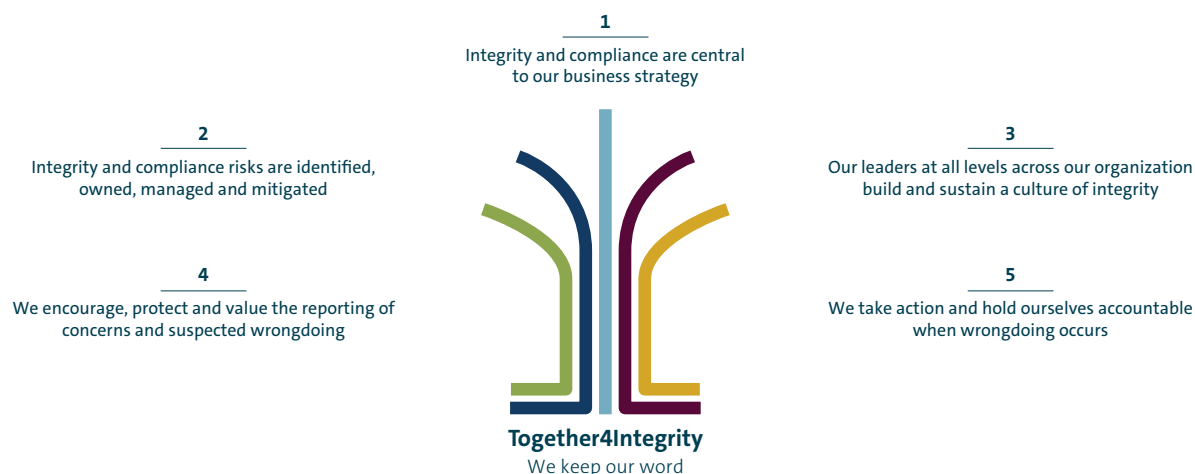 1
Integrity and compliance are central
to our business strategy
2
Integrity and compliance risks are identified,
owned, managed and mitigated
3
Our leaders at all levels across our organization
build and sustain a culture of integrity
4
We encourage, protect and value the reporting of
concerns and suspected wrongdoing
5
We take action and hold ourselves accountable
when wrongdoing occurs
Together4Integrity
We keep our word